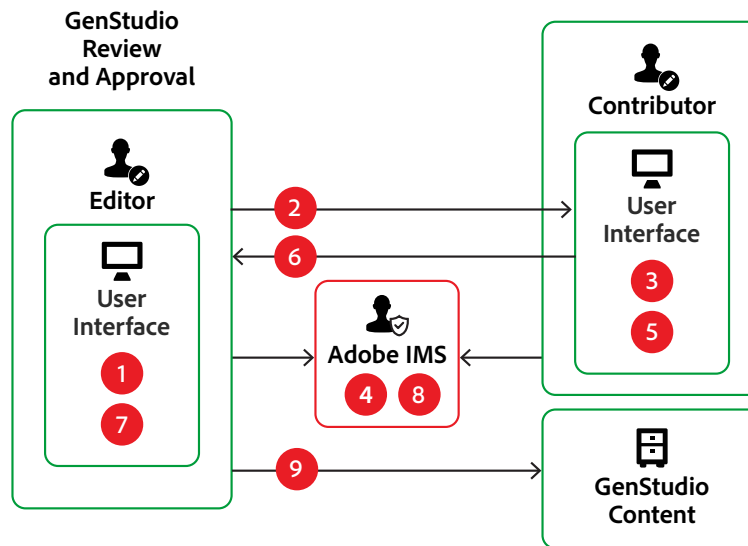 GenStudio
Review
and Approval
Editor
User
Interface
1
7
2
6
Adobe IMS
4 8
9
Contributor
User
Interface
3
5
GenStudio
Content